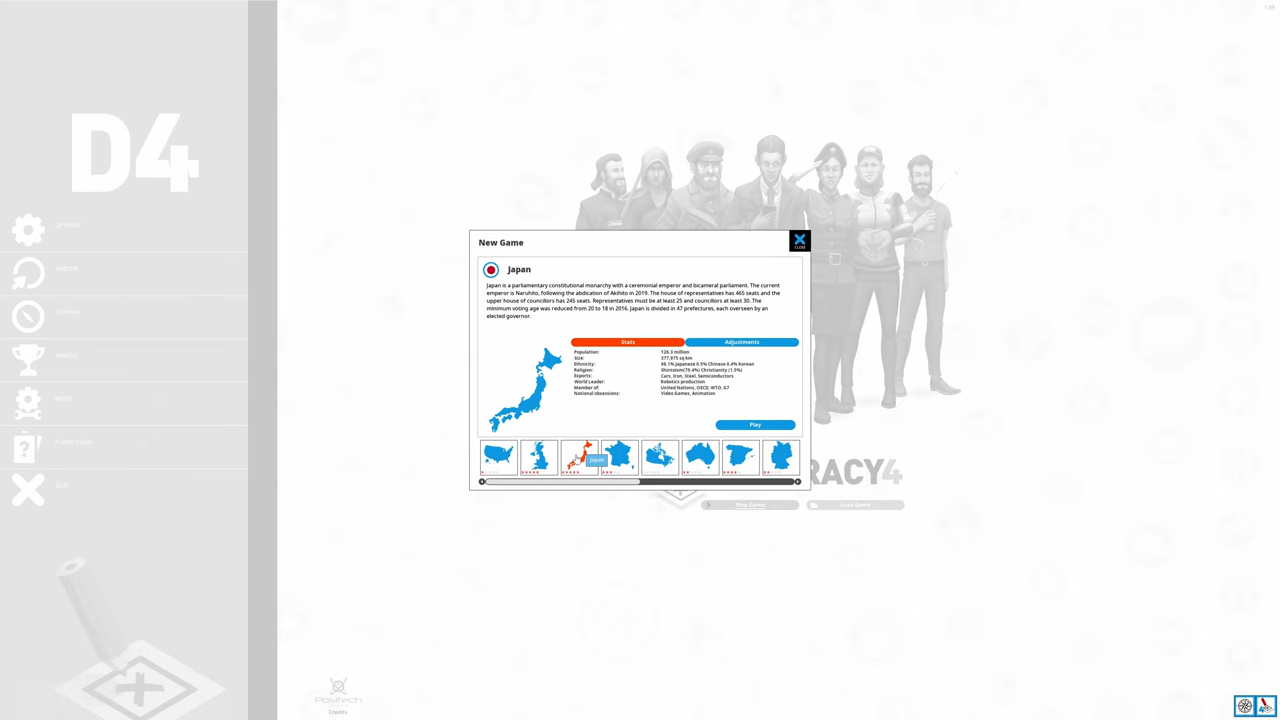 138
D4
OPTIONS
New Game
CLOSE
Japan
Japan is a parliamentary constitutional monarchy with a ceremonial emperor and bicameral parliament. The current
emperor is Naruhito, following the abdication of Akihito in 2019. The house of representatives has 465 seats and the
upper house of councillors has 245 seats. Representatives must be at least 25 and councillors at least 30. The
minimum voting age was reduced from 20 to 18 in 2016. Japan is divided in 47 prefectures, each overseen by an
elected governor.
Stats
Adjustments
Population: 126.3 million
Size: 377,975 sq km
Ethnicity: 98.1% Japanese 0.5% Chinese 0.4% Korean
Religion: Shintoism(70.4%) Christianity (1.5%)
Exports: Cars, Iron, Steel, Semiconductors
World Leader: Robotics production
Member of: United Nations, OECD, WTO, G7
National obsessions: Video Games, Animation
Play
Japan
RACY4
New Game
Load Game
QUIT
Positech
Credits